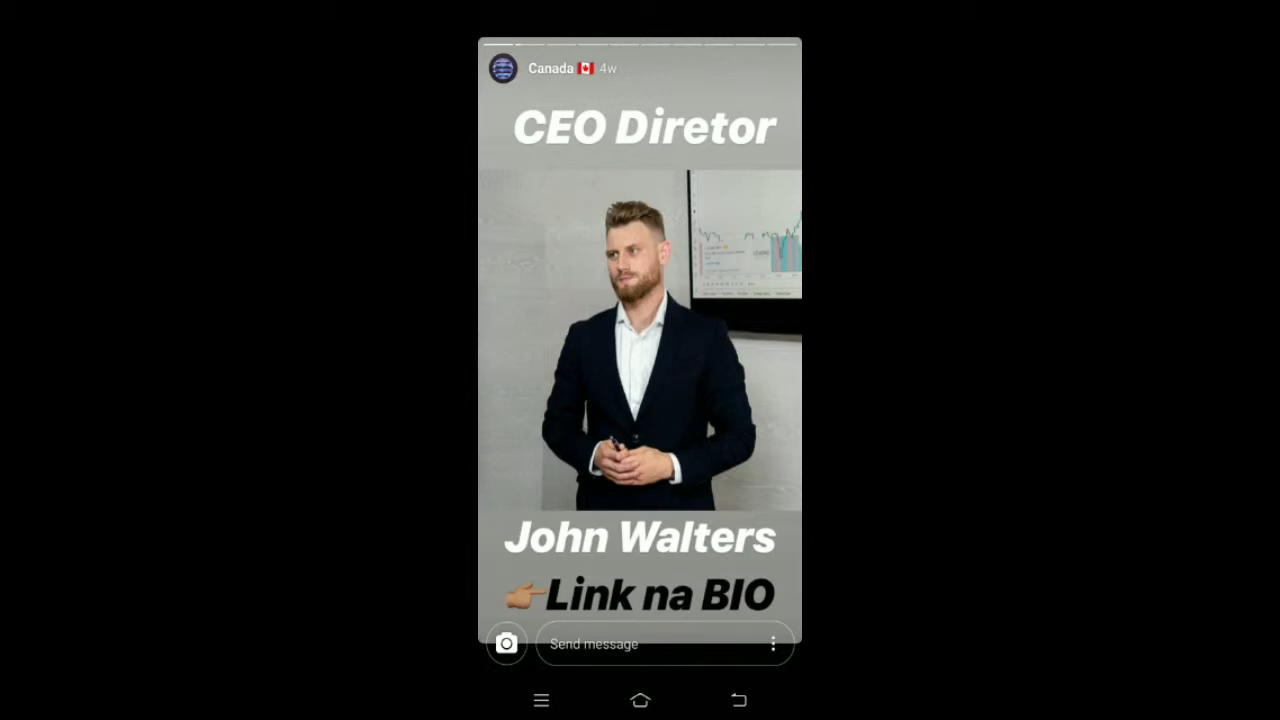 Canada 🇨🇦 4w
CEO Diretor
John Walters
👉🏽Link na BIO
Send message